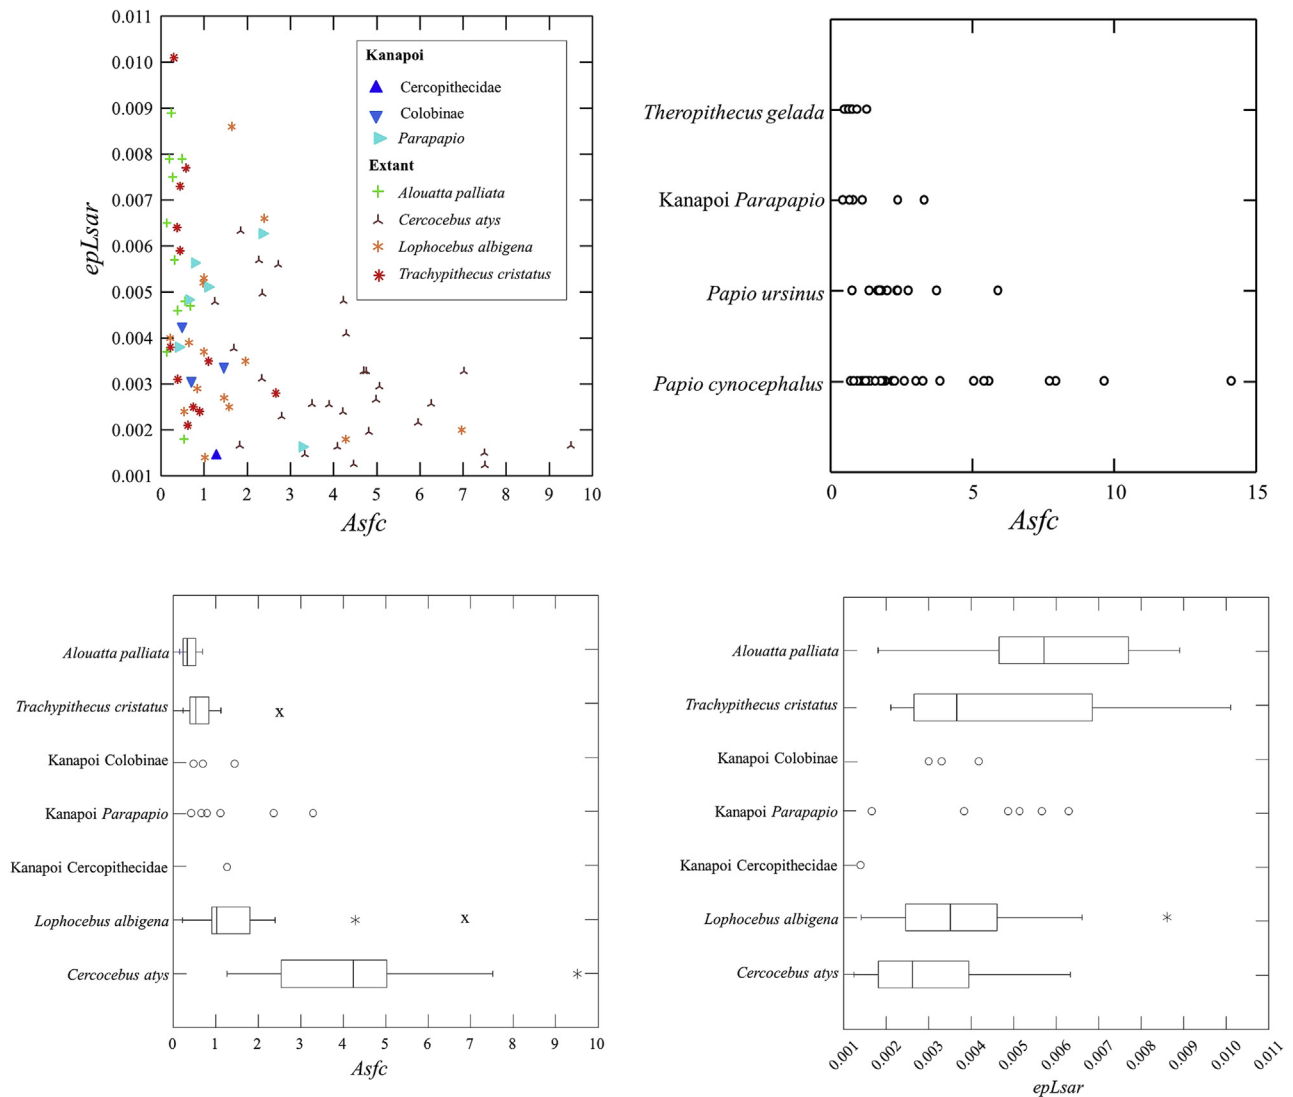 0.011
0.010
0.009
0.008
0.007
0.006
0.005
0.004
0.003
0.002
0.001
epLsar
0 1 2 3 4 5 6 7 8 9 10
Asfc
Kanapoi
Cercopithecidae
Colobinae
Parapapio
Extant
Alouatta palliata
Cercocebus atys
Lophocebus albigena
Trachypithecus cristatus
Theropithecus gelada
Kanapoi Parapapio
Papio ursinus
Papio cynocephalus
0 5 10 15
Asfc
Alouatta palliata
Trachypithecus cristatus
Kanapoi Colobinae
Kanapoi Parapapio
Kanapoi Cercopithecidae
Lophocebus albigena
Cercocebus atys
0 1 2 3 4 5 6 7 8 9 10
Asfc
Alouatta palliata
Trachypithecus cristatus
Kanapoi Colobinae
Kanapoi Parapapio
Kanapoi Cercopithecidae
Lophocebus albigena
Cercocebus atys
0.001 0.002 0.003 0.004 0.005 0.006 0.007 0.008 0.009 0.010 0.011
epLsar